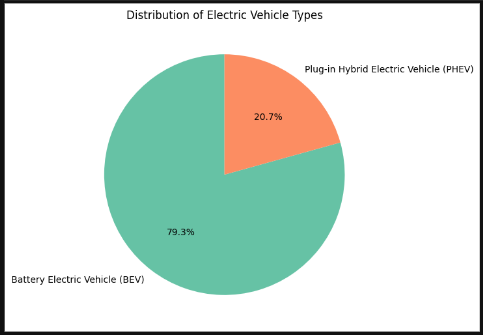 Distribution of Electric Vehicle Types
Plug-in Hybrid Electric Vehicle (PHEV)
20.7%
79.3%
Battery Electric Vehicle (BEV)